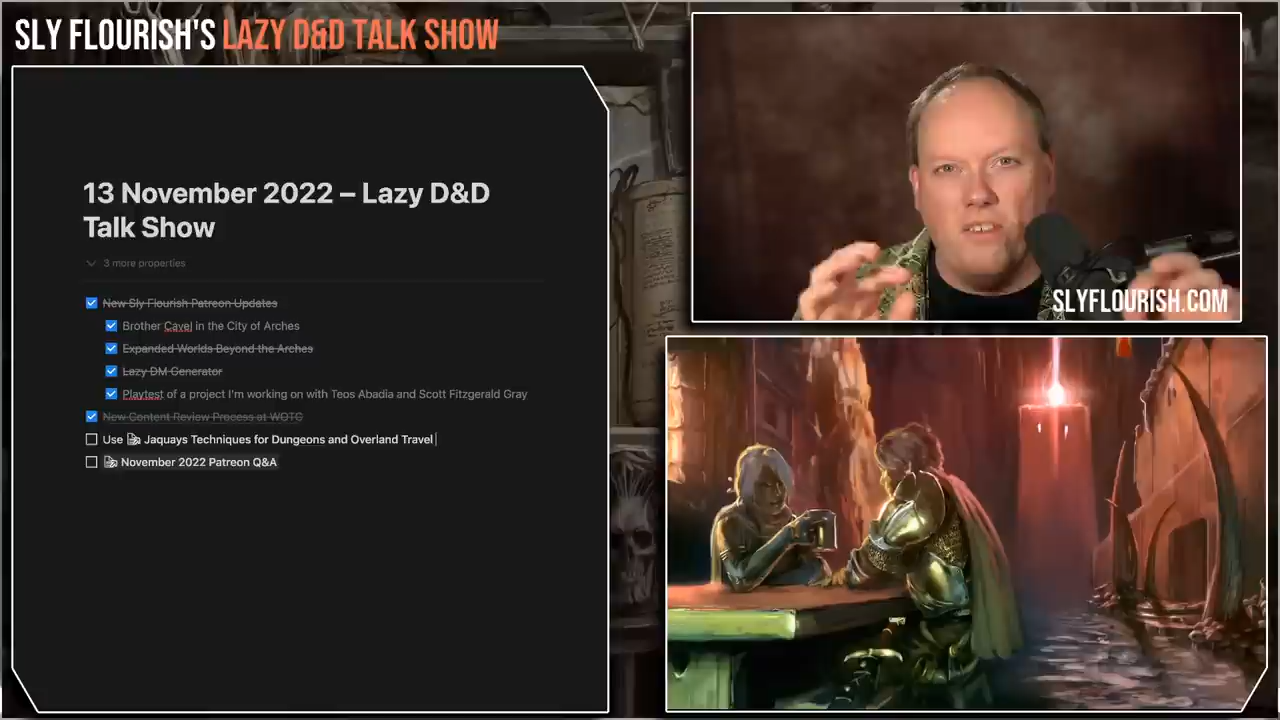 SLY FLOURISH'S LAZY D&D TALK SHOW
13 November 2022 – Lazy D&D
Talk Show
3 more properties
New Sly Flourish Patreon Updates
Brother Cavel in the City of Arches
Expanded Worlds Beyond the Arches
Lazy DM Generator
Playtest of a project I'm working on with Teos Abadia and Scott Fitzgerald Gray
New Content Review Process at WOTC
Use Jaquays Techniques for Dungeons and Overland Travel
November 2022 Patreon Q&A
SLYFLOURISH.COM